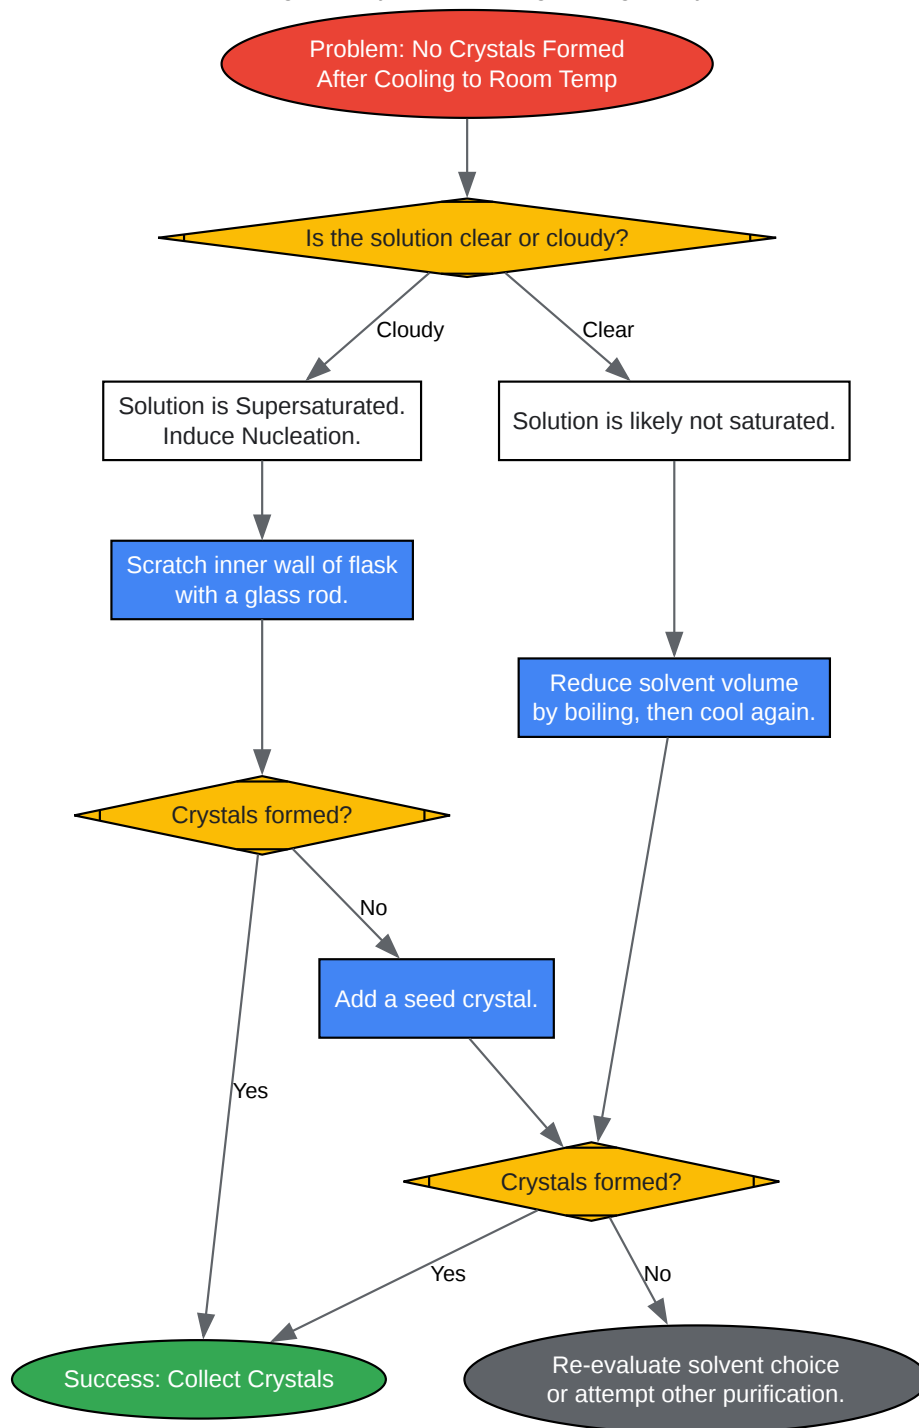 Problem: No Crystals Formed
After Cooling to Room Temp
Is the solution clear or cloudy?
Cloudy
Clear
Solution is Supersaturated.
Induce Nucleation.
Solution is likely not saturated.
Scratch inner wall of flask
with a glass rod.
Reduce solvent volume
by boiling, then cool again.
Crystals formed?
No
Add a seed crystal.
Yes
Crystals formed?
Yes
No
Success: Collect Crystals
Re-evaluate solvent choice
or attempt other purification.